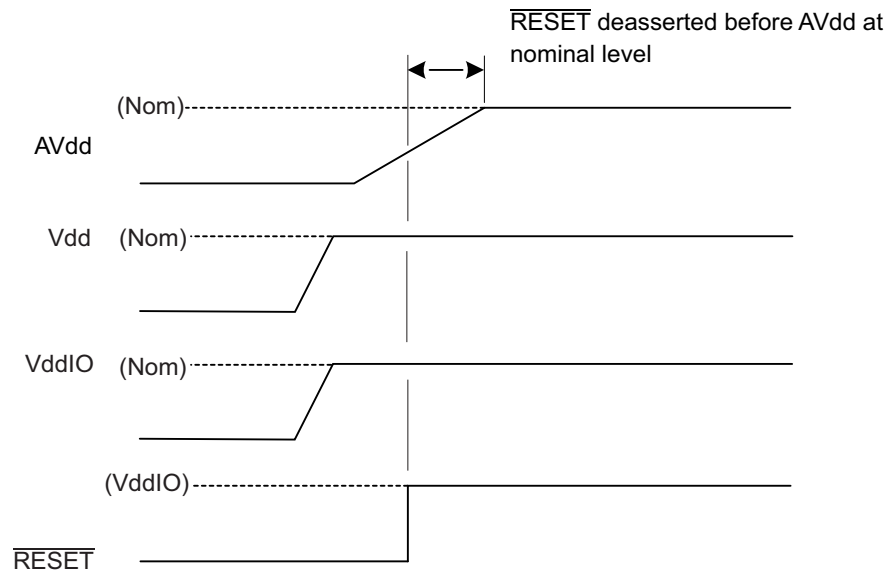 RESET deasserted before AVdd at
nominal level
(Nom)
AVdd
Vdd (Nom)
VddIO (Nom)
(VddIO)
RESET